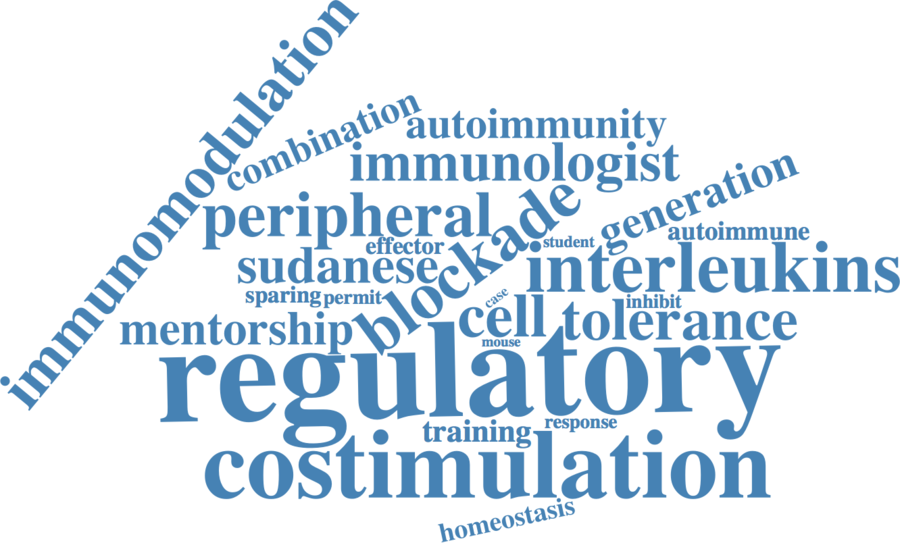 immunomodulation
combination
autoimmunity
immunologist
peripheral
blockade
generation
effector
student
autoimmune
sudanese
interleukins
sparing
permit
case
inhibit
mentorship
cell
tolerance
mouse
regulatory
training
response
costimulation
homeostasis